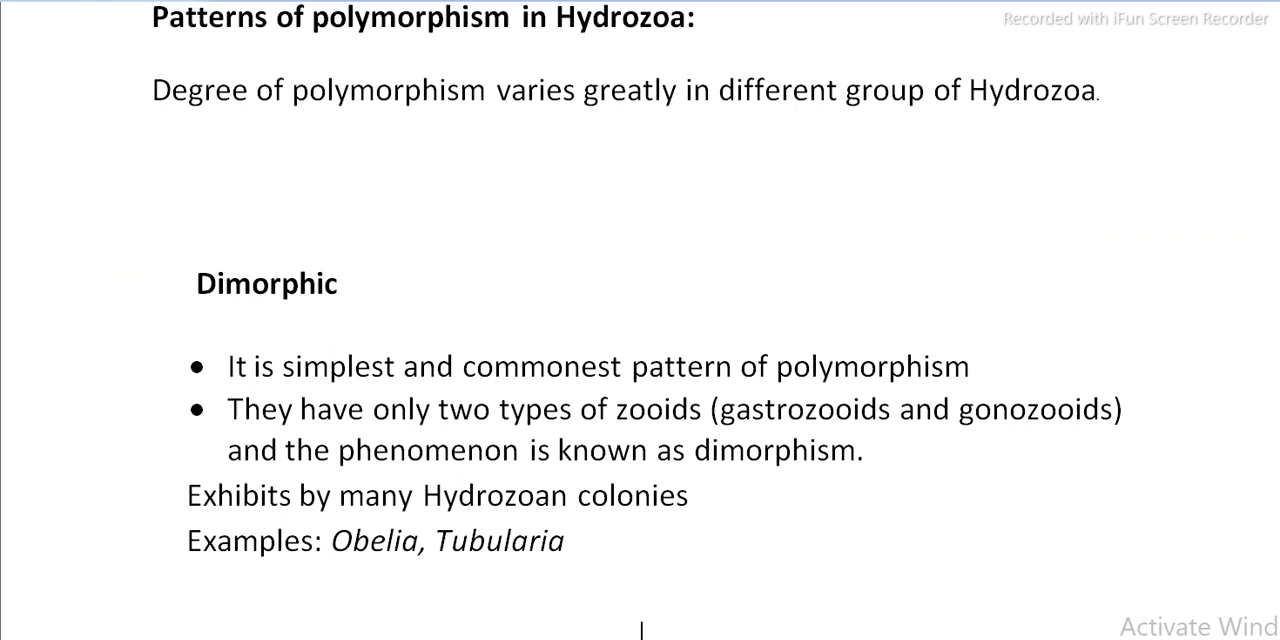 Patterns of polymorphism in Hydrozoa:
Recorded with iFun Screen Recorder
Degree of polymorphism varies greatly in different group of Hydrozoa.
Dimorphic
• It is simplest and commonest pattern of polymorphism
• They have only two types of zooids (gastrozooids and gonozooids)
and the phenomenon is known as dimorphism.
Exhibits by many Hydrozoan colonies
Examples: Obelia, Tubularia
Activate Wind